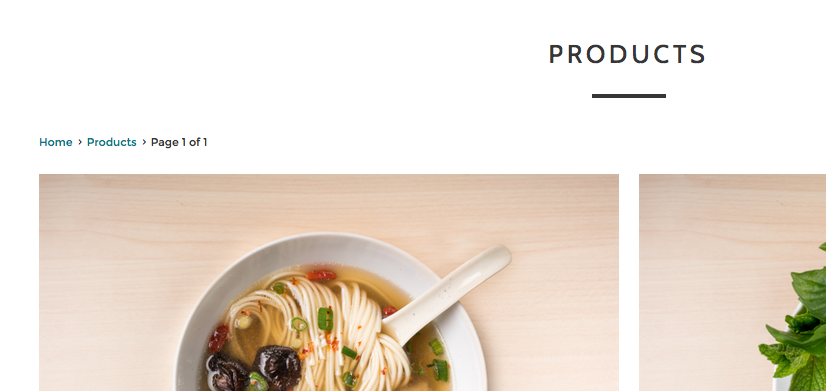 PRODUCTS
Home › Products › Page 1 of 1